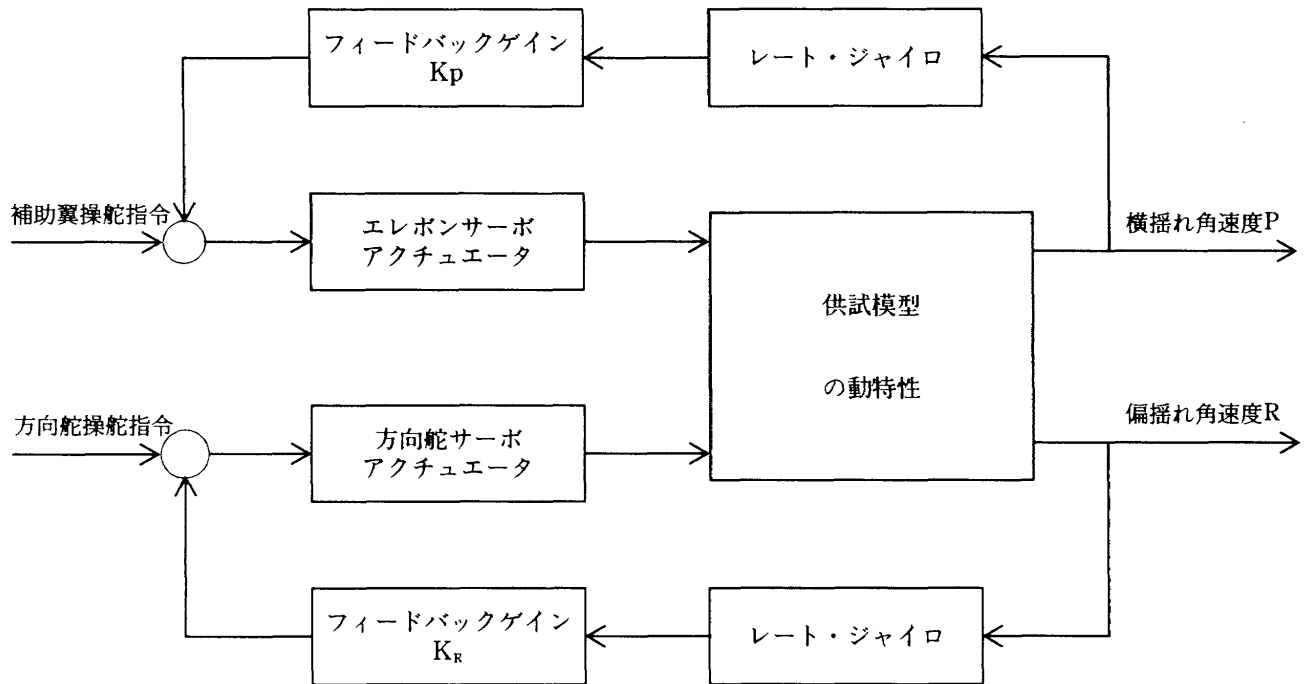 フィードバックゲイン
Kp
レート・ジャイロ
補助翼操舵指令
エレボンサーボ
アクチュエータ
横揺れ角速度P
供試模型
の動特性
方向舵操舵指令
方向舵サーボ
アクチュエータ
偏揺れ角速度R
フィードバックゲイン
KR
レート・ジャイロ